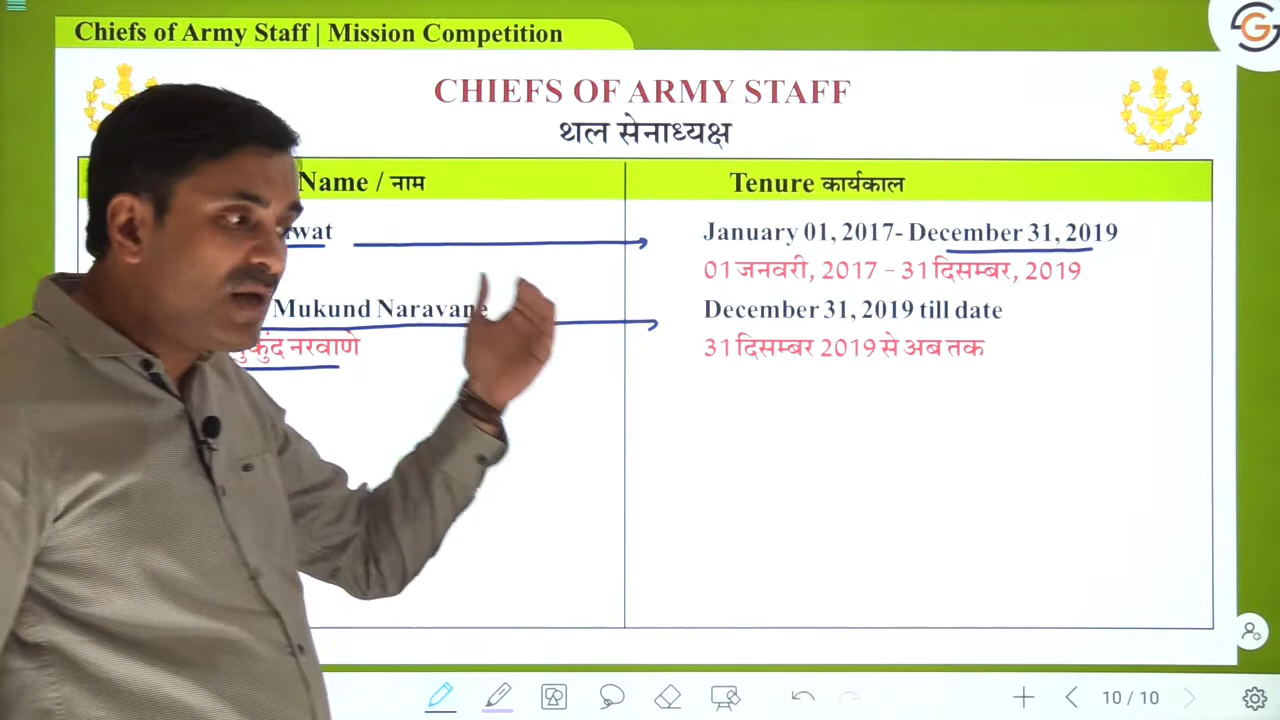 Chiefs of Army Staff | Mission Competition
CHIEFS OF ARMY STAFF
थल सेनाध्यक्ष
Name / नाम
Tenure कार्यकाल
January 01, 2017- December 31, 2019
01 जनवरी, 2017 – 31 दिसम्बर, 2019
Mukund Naravane
December 31, 2019 till date
नरवाणे
31 दिसम्बर 2019 से अब तक
10 / 10